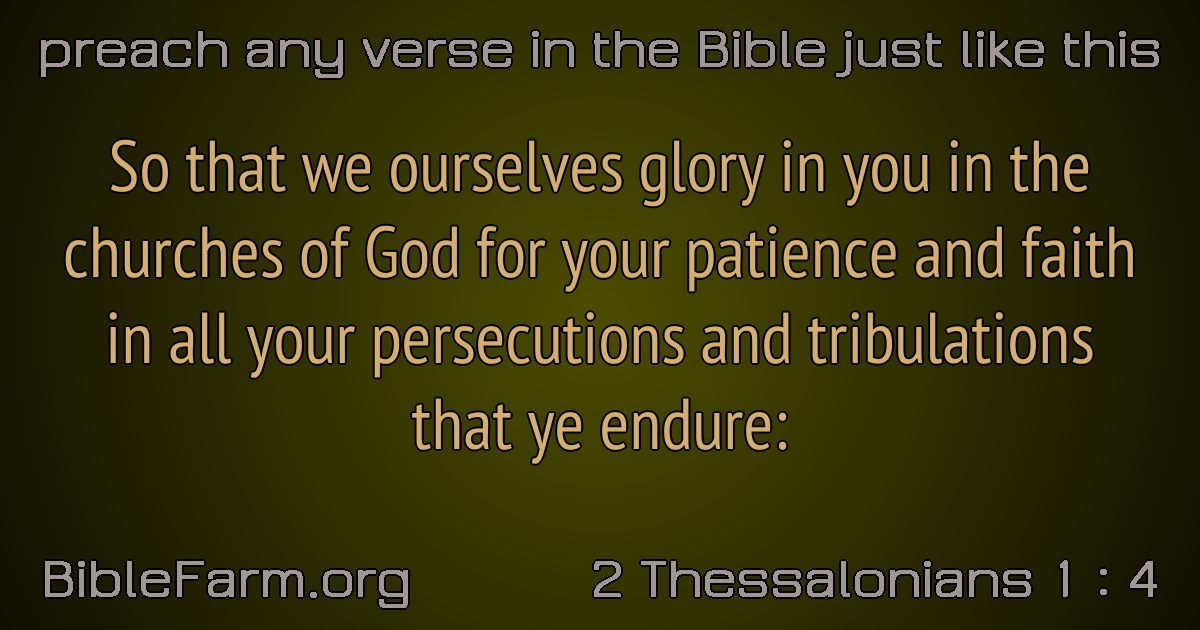 preach any verse in the Bible just like this
So that we ourselves glory in you in the
churches of God for your patience and faith
in all your persecutions and tribulations
that ye endure:
BibleFarm.org
2 Thessalonians 1 : 4